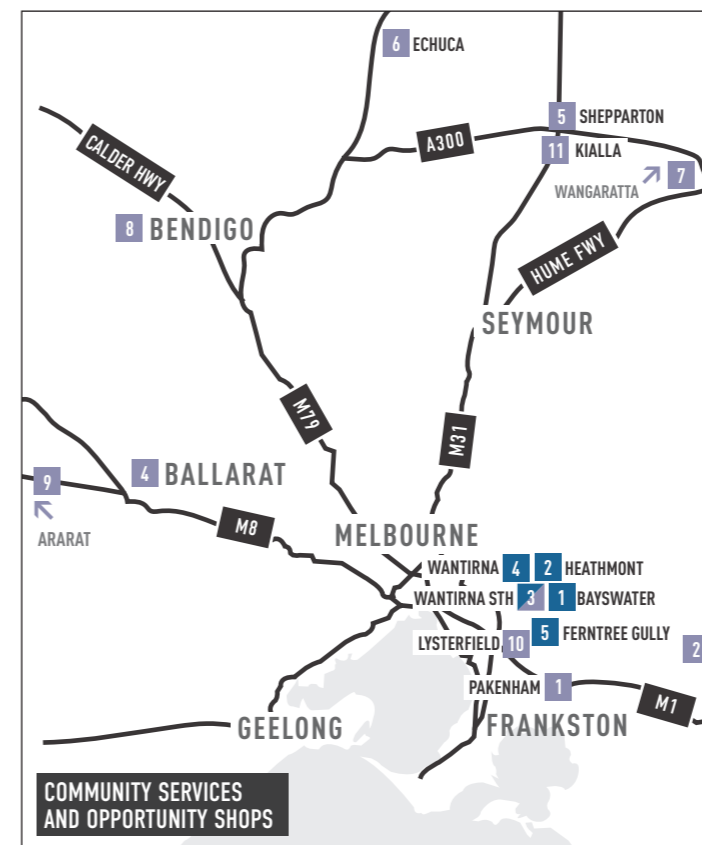 6 ECHUCA
5 SHEPPARTON
A300
CALDER HWY
11 KIALLA
7
WANGARATTA
8 BENDIGO
HUME FWY
SEYMOUR
M79
M31
4 BALLARAT
9
M8
ARARAT
MELBOURNE
WANTIRNA 4 2 HEATHMONT
WANTIRNA STH 3 1 BAYSWATER
5 FERNTREE GULLY
LYSTERFIELD 10
2
PAKENHAM 1
M1
GEELONG
FRANKSTON
COMMUNITY SERVICES
AND OPPORTUNITY SHOPS